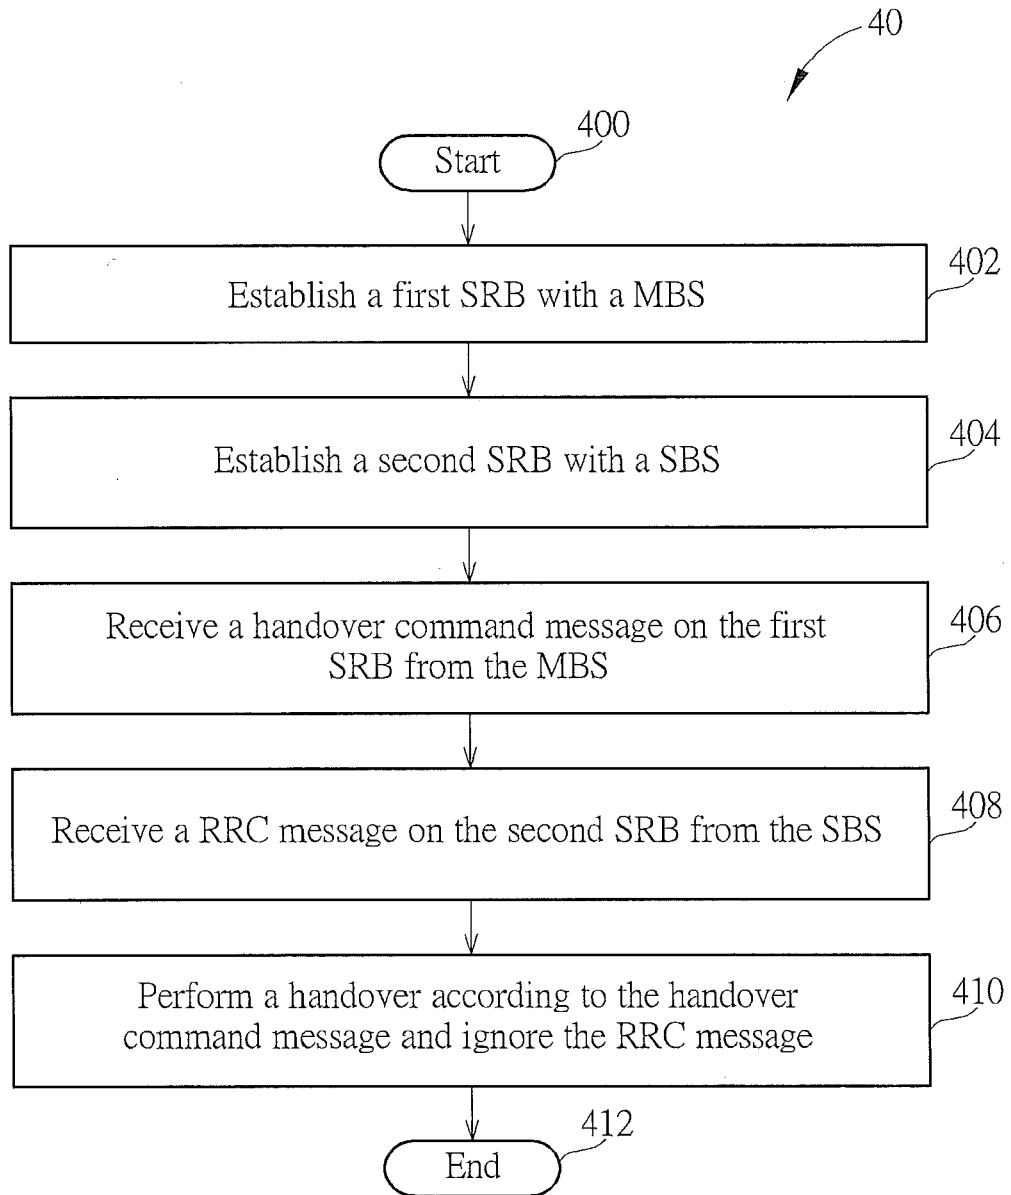 40
400
Start
402
Establish a first SRB with a MBS
404
Establish a second SRB with a SBS
406
Receive a handover command message on the first
SRB from the MBS
408
Receive a RRC message on the second SRB from the SBS
410
Perform a handover according to the handover
command message and ignore the RRC message
412
End